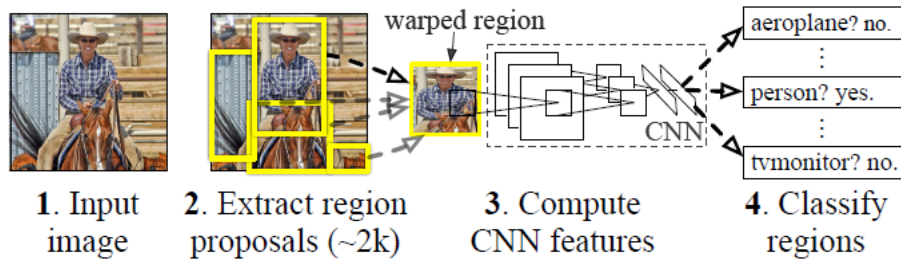 warped region
aeroplane? no.
⋮
person? yes.
CNN
⋮
tvmonitor? no.
1. Input
image
2. Extract region
proposals (~2k)
3. Compute
CNN features
4. Classify
regions